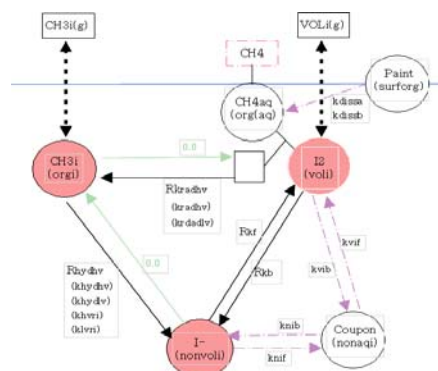 CH3i(g)
VOLi(g)
CH4
Paint
(surforg)
CH4aq
(org(aq)
kdissa
kdissb
0.0
CH3i
(orgi)
I2
(voli)
Rkradhv
(kradhv)
(krdadlv)
Rkf
kvif
kvib
Rkb
0.0
Rhydhv
(khydhv)
(khydlv)
(khvri)
(klvri)
knib
I-
(nonvoli)
knif
Coupon
(nonaqi)